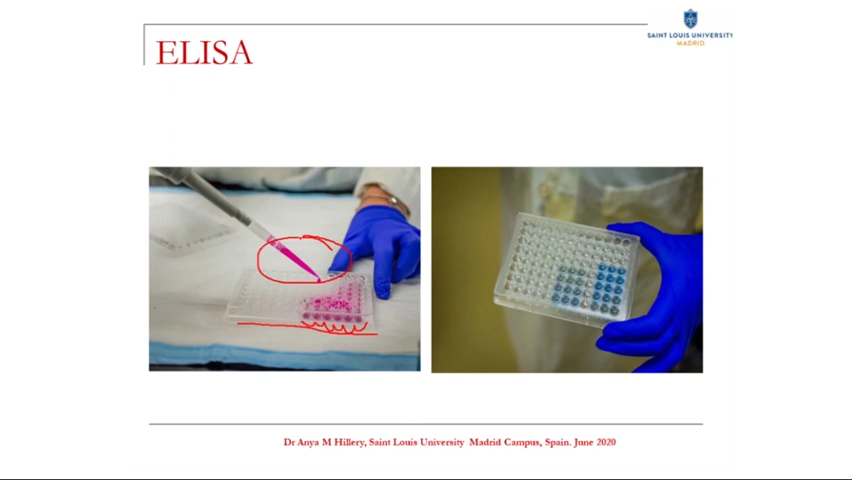 SAINT LOUIS UNIVERSITY
MADRID
ELISA
Dr Anya M Hillery, Saint Louis University Madrid Campus, Spain. June 2020